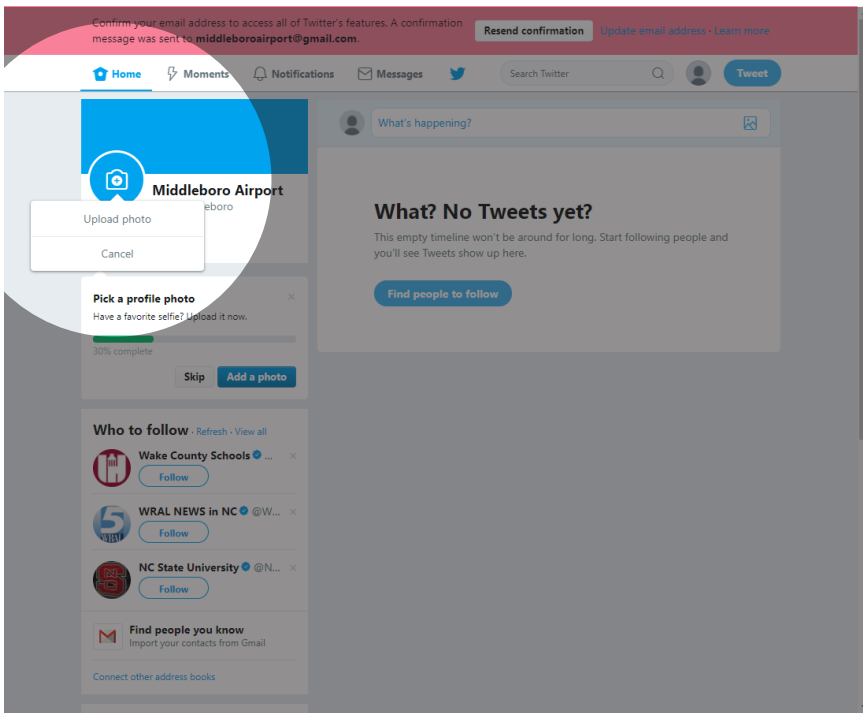 Confirm your email address to access all of Twitter's features. A confirmation
message was sent to middleboroairport@gmail.com.
Resend confirmation
Update email address · Learn more
Home
Moments
Notifications
Messages
Search Twitter
Tweet
What's happening?
Middleboro Airport
eboro
Upload photo
Cancel
What? No Tweets yet?
This empty timeline won't be around for long. Start following people and
you'll see Tweets show up here.
Find people to follow
Pick a profile photo
Have a favorite selfie? Upload it now.
30% complete
Skip
Add a photo
Who to follow · Refresh · View all
Wake County Schools ...
Follow
5
WRAL
WRAL NEWS in NC @W...
Follow
NC State University @N...
Follow
Find people you know
Import your contacts from Gmail
Connect other address books